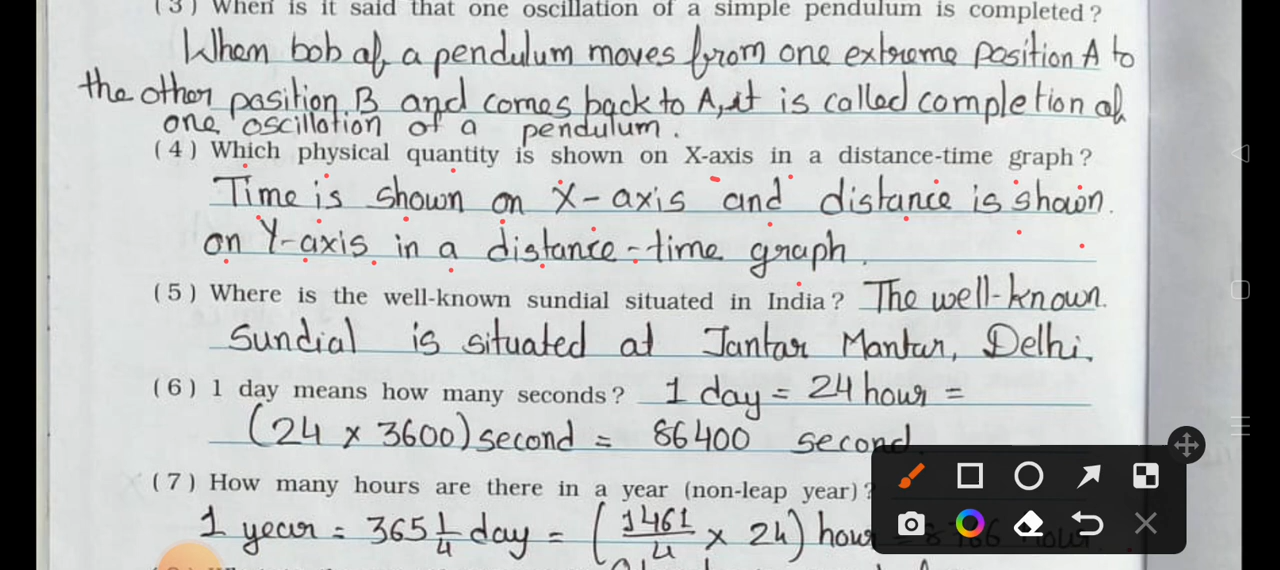 (3) When is it said that one oscillation of a simple pendulum is completed?
When bob of a pendulum moves from one extreme position A to
the other position B and comes back to A, it is called completion of
one oscillation of a pendulum.
(4) Which physical quantity is shown on X-axis in a distance-time graph?
Time is shown on X-axis and distance is shown.
on Y-axis in a distance-time graph.
(5) Where is the well-known sundial situated in India? The well-known.
Sundial is situated at Jantar Mantar, Delhi.
(6) 1 day means how many seconds? 1 day = 24 hour =
(24 x 3600) second = 86400 second.
(7) How many hours are there in a year (non-leap year)?
1 year = 365 1/4 day = (1461/4 x 24) hour